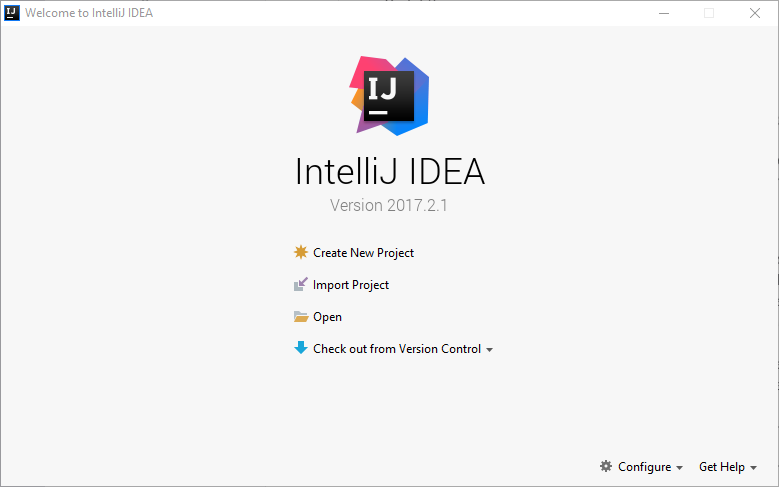 Welcome to IntelliJ IDEA
IJ
IntelliJ IDEA
Version 2017.2.1
Create New Project
Import Project
Open
Check out from Version Control
Configure
Get Help